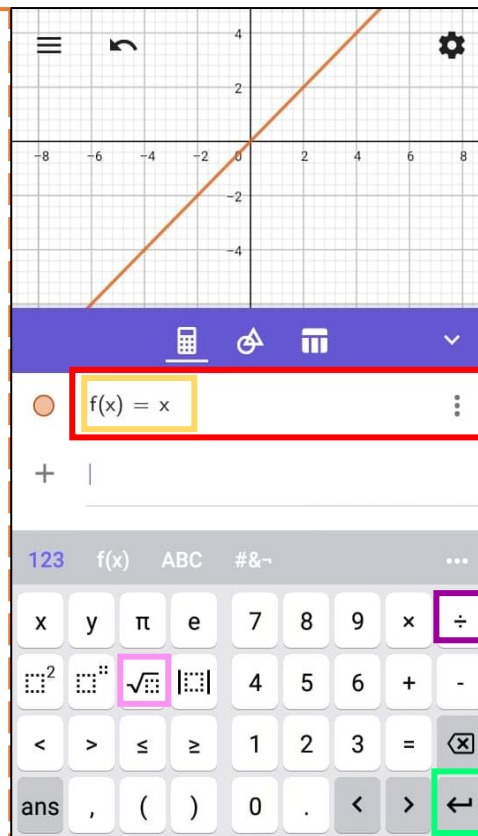 4
2
-8 -6 -4 -2 0 2 4 6 8
-2
-4
f(x) = x
+
123 f(x) ABC #&¬ ...
x y π e 7 8 9 × ÷
² √ | | 4 5 6 + -
< > ≤ ≥ 1 2 3 =
ans , ( ) 0 . < >